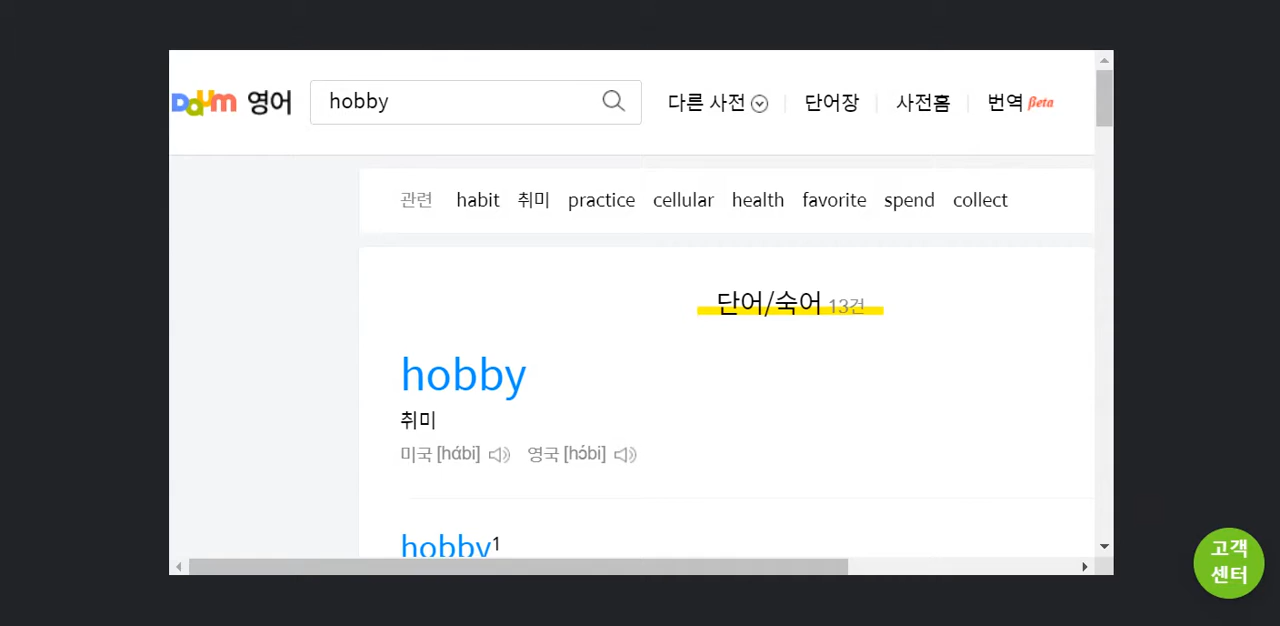 Daum 영어 hobby 다른 사전 단어장 사전홈 번역 Beta
관련 habit 취미 practice cellular health favorite spend collect
단어/숙어 13건
hobby
취미
미국 [hάbi] 영국 [hɔ́bi]
hobby1
고객
센터